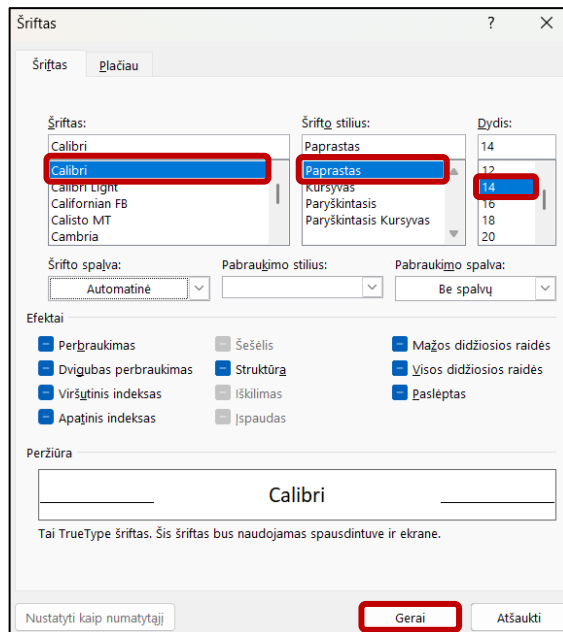 Šriftas ? ×
Šriftas Plačiau
Šriftas: Šrifto stilius: Dydis:
Calibri Paprastas 14
Calibri Paprastas 12
Calibri Light Kursyvas 14
Californian FB Paryškintasis 16
Calisto MT Paryškintasis Kursyvas 18
Cambria 20
Šrifto spalva: Pabraukimo stilius: Pabraukimo spalva:
Automatinė Be spalvų
Efektai
Perbraukimas Šešėlis Mažos didžiosios raidės
Dvigubas perbraukimas Struktūra Visos didžiosios raidės
Viršutinis indeksas Iškilimas Paslėptas
Apatinis indeksas Įspaudas
Peržiūra
Calibri
Tai TrueType šriftas. Šis šriftas bus naudojamas spausdintuve ir ekrane.
Nustatyti kaip numatytąjį Gerai Atšaukti